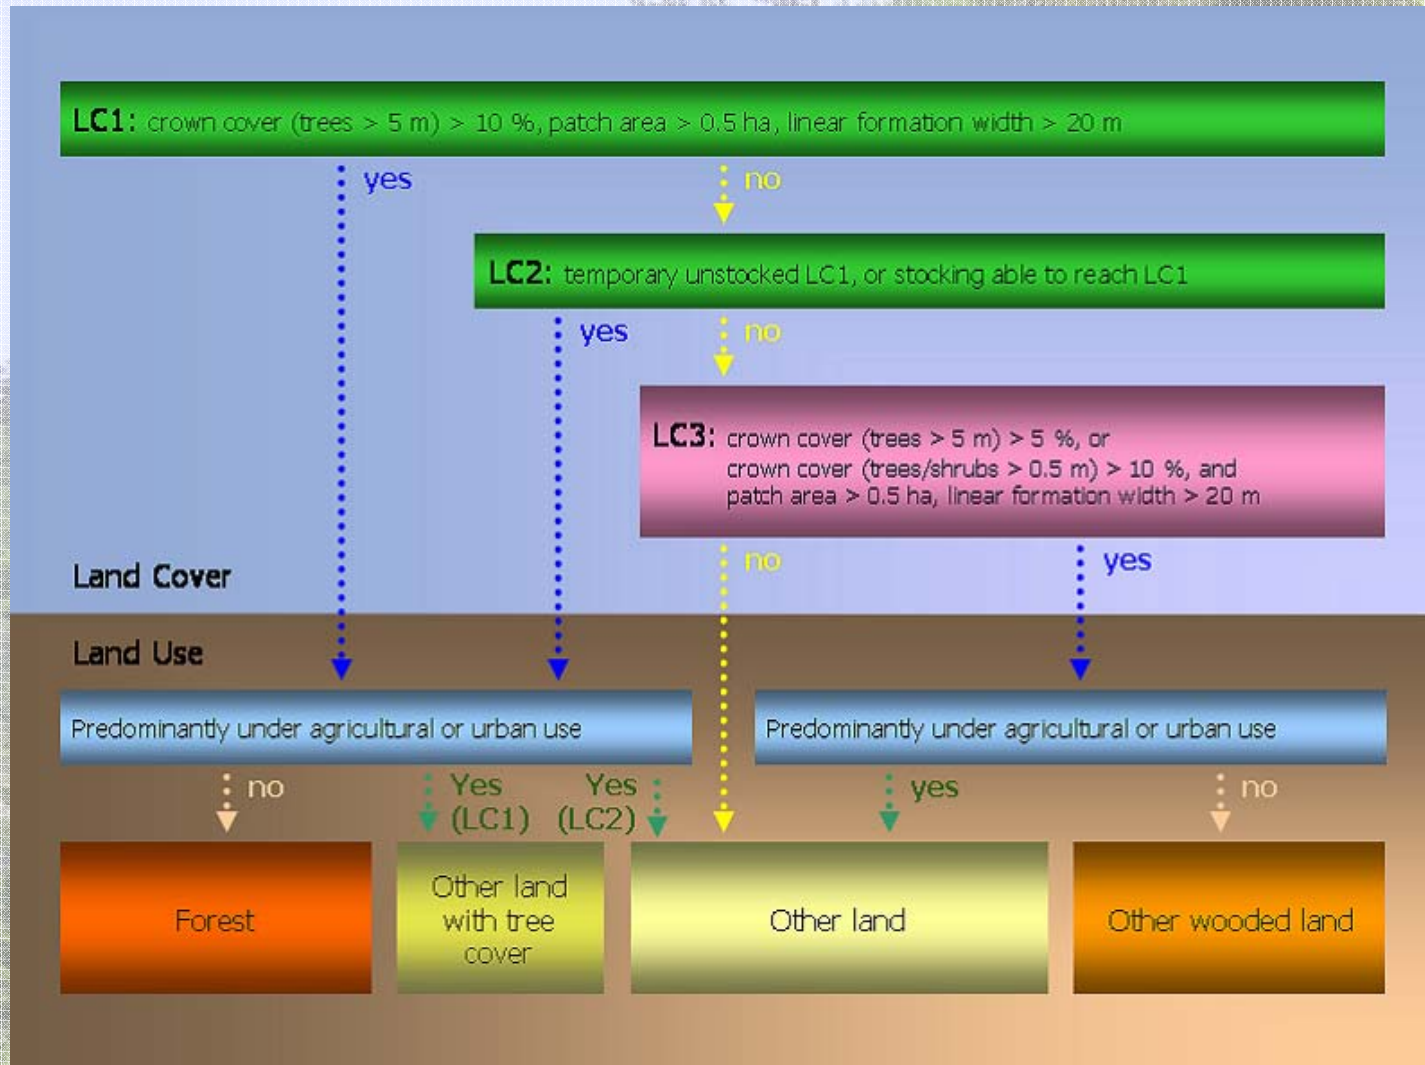 LC1: crown cover (trees > 5 m) > 10 %, patch area > 0.5 ha, linear formation width > 20 m
yes
no
LC2: temporary unstocked LC1, or stocking able to reach LC1
yes
no
LC3: crown cover (trees > 5 m) > 5 %, or
crown cover (trees/shrubs > 0.5 m) > 10 %, and
patch area > 0.5 ha, linear formation width > 20 m
no
yes
Land Cover
Land Use
Predominantly under agricultural or urban use
Predominantly under agricultural or urban use
no
Yes
(LC1)
Yes
(LC2)
yes
no
Forest
Other land
with tree
cover
Other land
Other wooded land